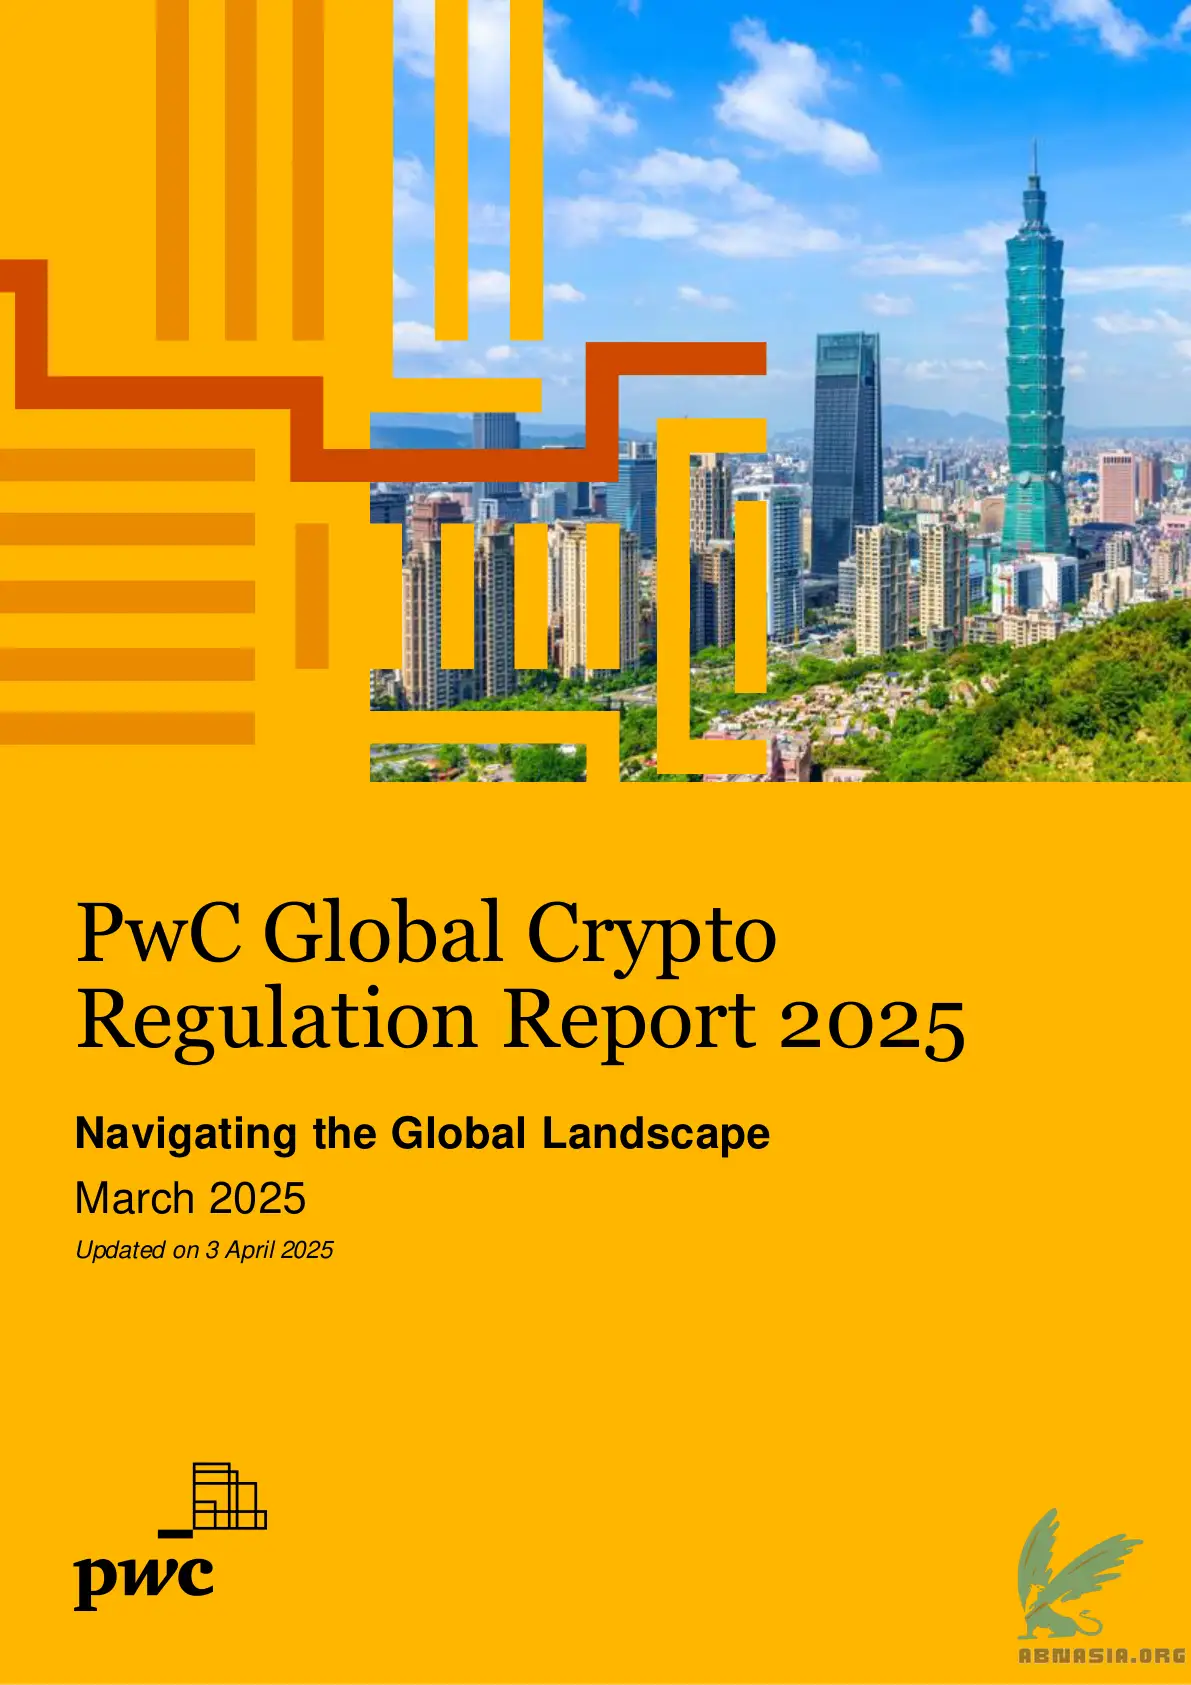 PwC Global Crypto
Regulation Report 2025
Navigating the Global Landscape
March 2025
Updated on 3 April 2025
pwc
ABNASIA.ORG